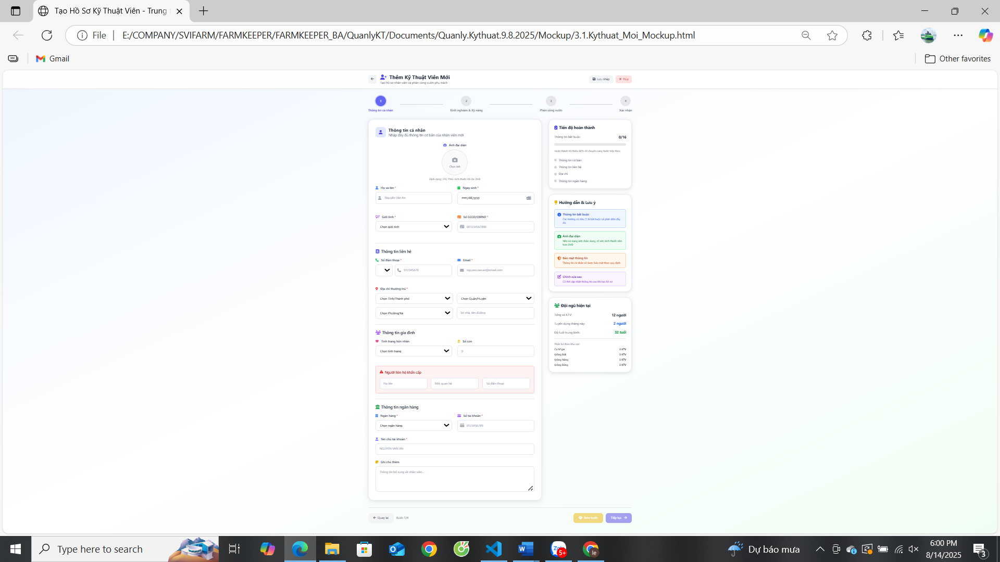 Tạo Hồ Sơ Kỹ Thuật Viên - Trung
File
E:/COMPANY/SVIFARM/FARMKEEPER/FARMKEEPER_BA/QuanlyKT/Documents/Quanly.Kythuat.9.8.2025/Mockup/3.1.Kythuat_Moi_Mockup.html
Gmail
Other favorites
Thêm Kỹ Thuật Viên Mới
Tạo hồ sơ nhân viên và phân công vườn phụ trách
Lưu nháp
Hủy
1
2
3
4
Thông tin cá nhân
Kinh nghiệm & Kỹ năng
Phân công vườn
Xác nhận
Thông tin cá nhân
Nhập đầy đủ thông tin cơ bản của nhân viên mới
Ảnh đại diện
Chọn ảnh
Định dạng: JPG, PNG. Kích thước tối đa: 2MB
Họ và tên *
Ngày sinh *
Nguyễn Văn An
mm/dd/yyyy
Giới tính *
Số CCCD/CMND *
Chọn giới tính
001234567890
Thông tin liên hệ
Số điện thoại *
Email *
912345678
nguyen.van.an@email.com
Địa chỉ thường trú *
Chọn Tỉnh/Thành phố
Chọn Quận/Huyện
Chọn Phường/Xã
Số nhà, tên đường
Thông tin gia đình
Tình trạng hôn nhân
Số con
Chọn tình trạng
0
Người liên hệ khẩn cấp
Họ tên
Mối quan hệ
Số điện thoại
Thông tin ngân hàng
Ngân hàng *
Số tài khoản *
Chọn ngân hàng
0123456789
Tên chủ tài khoản *
NGUYEN VAN AN
Ghi chú thêm
Thông tin bổ sung về nhân viên...
Tiến độ hoàn thành
Thông tin bắt buộc:
0/16
Hoàn thành tối thiểu 80% để chuyển sang bước tiếp theo
Thông tin cơ bản
Thông tin liên hệ
Địa chỉ
Thông tin ngân hàng
Hướng dẫn & Lưu ý
Thông tin bắt buộc
Các trường có dấu (*) là bắt buộc và phải điền đầy
đủ
Ảnh đại diện
Nên sử dụng ảnh chân dung, rõ nét, kích thước nhỏ
hơn 2MB
Bảo mật thông tin
Thông tin cá nhân sẽ được bảo mật theo quy định
Chỉnh sửa sau
Có thể cập nhật thông tin sau khi tạo hồ sơ
Đội ngũ hiện tại
Tổng số KTV:
12 người
Tuyển dụng tháng này:
2 người
Độ tuổi trung bình:
32 tuổi
Phân bố theo khu vực:
Cư M'gar
3 KTV
Krông Búk
3 KTV
Krông Năng
3 KTV
Krông Bông
3 KTV
Quay lại
Bước 1/4
Xem trước
Tiếp tục
Type here to search
5+
Dự báo mưa
6:00 PM
8/14/2025
3